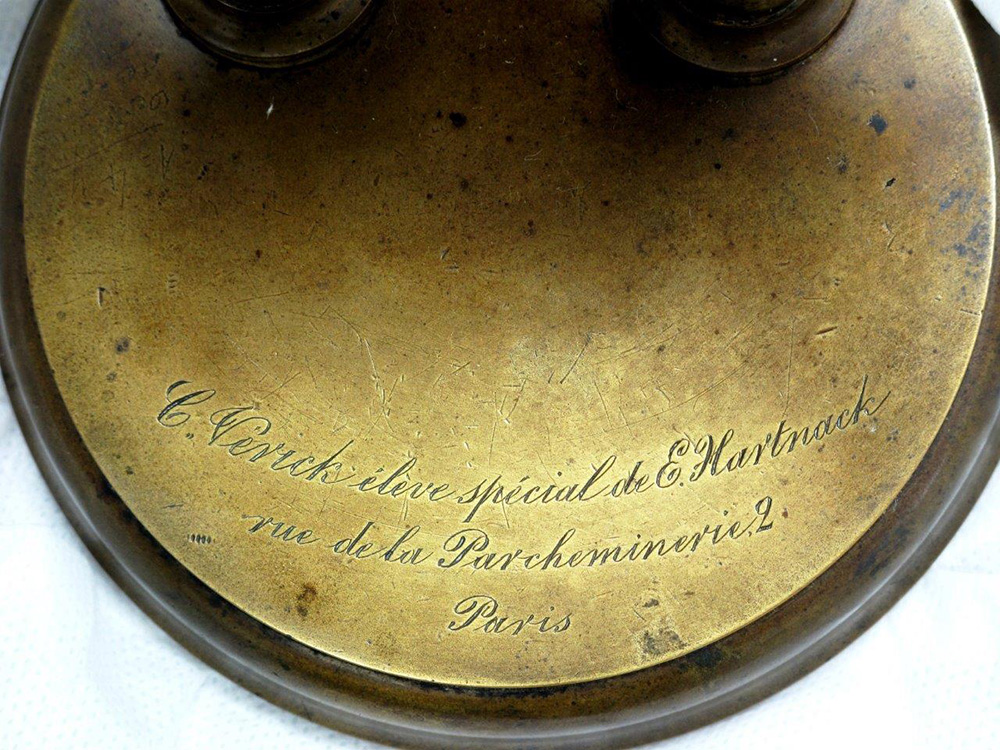 C. Verick élève spécial de E. Hartnack
rue de la Parcheminerie, 2
Paris